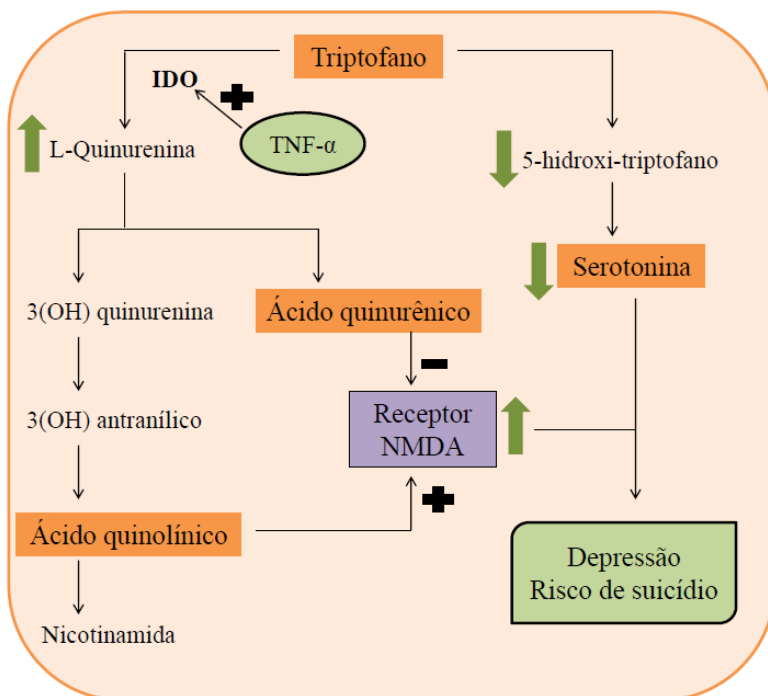 Triptofano
IDO
TNF-α
L-Quinurenina
5-hidroxi-triptofano
Serotonina
3(OH) quinurenina
Ácido quinurênico
3(OH) antranílico
Receptor
NMDA
Ácido quinolínico
Depressão
Risco de suicídio
Nicotinamida